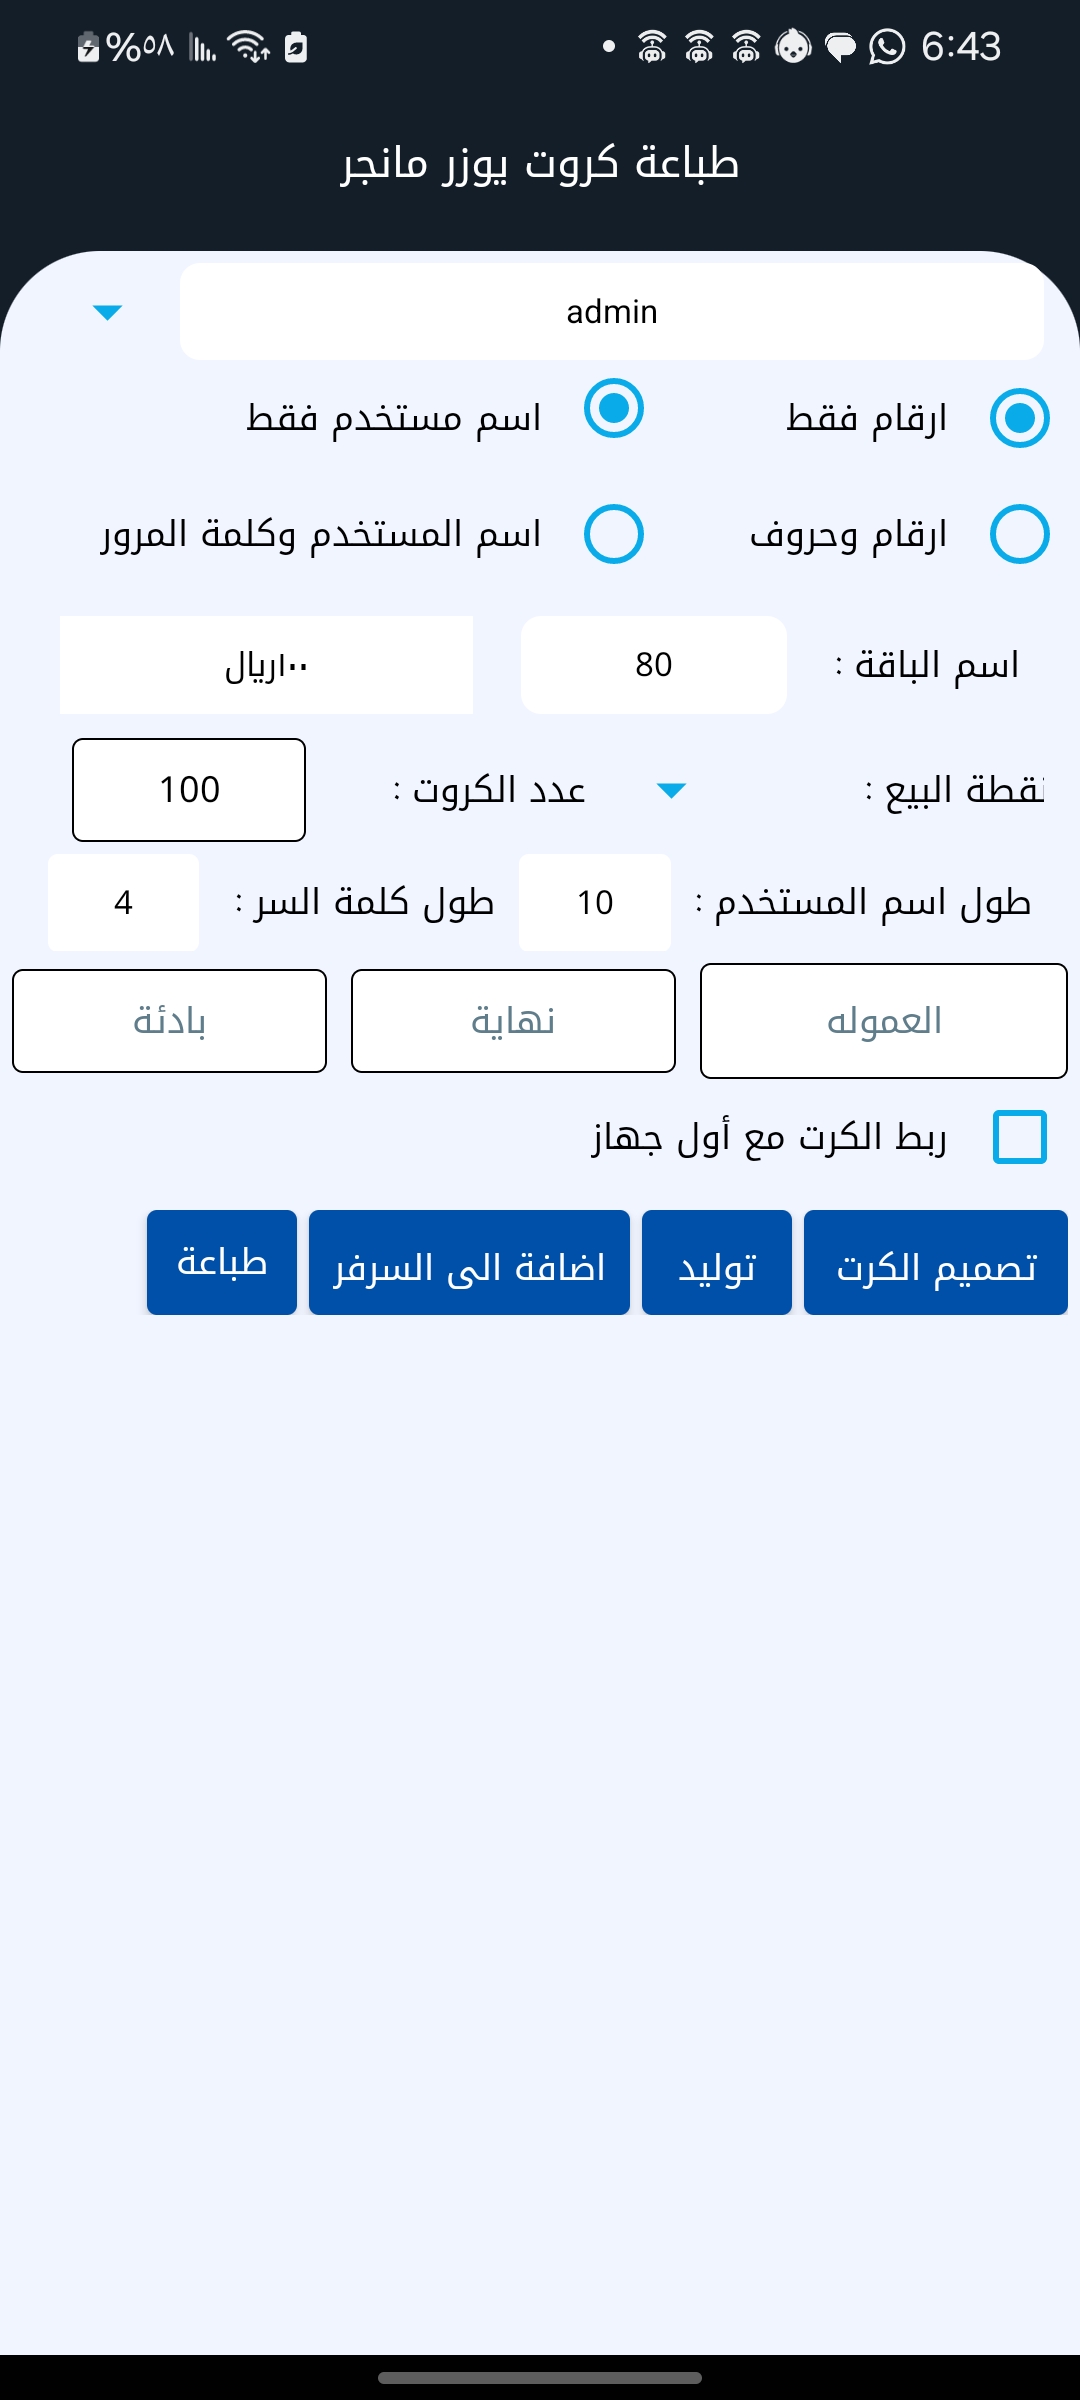 6:43 %٥٨
طباعة كروت يوزر مانجر
admin
ارقام فقط اسم مستخدم فقط
ارقام وحروف اسم المستخدم وكلمة المرور
اسم الباقة : 80 ١٠٠ريال
نقطة البيع : عدد الكروت : 100
طول اسم المستخدم : 10 طول كلمة السر : 4
العموله نهاية بادئة
ربط الكرت مع أول جهاز
تصميم الكرت توليد اضافة الى السرفر طباعة